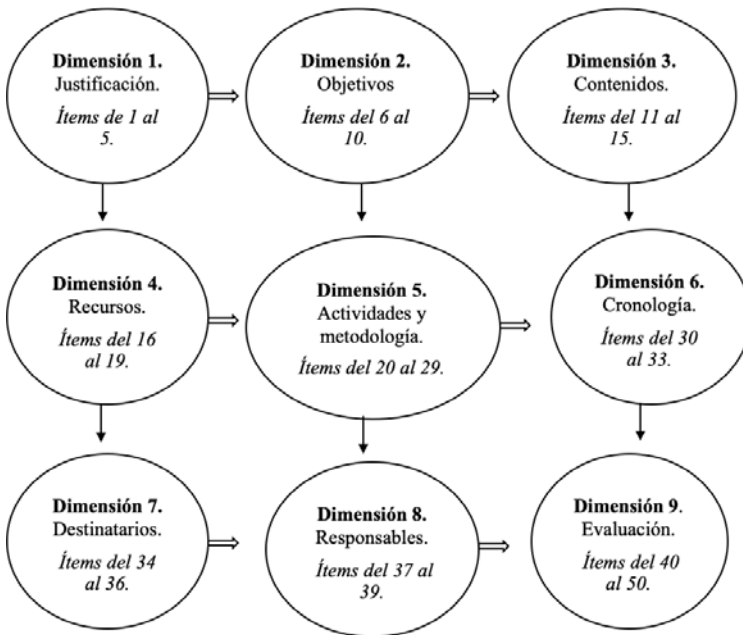 Dimensión 1.
Justificación.
Ítems de 1 al
5.
Dimensión 2.
Objetivos
Ítems del 6 al
10.
Dimensión 3.
Contenidos.
Ítems del 11 al
15.
Dimensión 4.
Recursos.
Ítems del 16
al 19.
Dimensión 5.
Actividades y
metodología.
Ítems del 20 al 29.
Dimensión 6.
Cronología.
Ítems del 30
al 33.
Dimensión 7.
Destinatarios.
Ítems del 34
al 36.
Dimensión 8.
Responsables.
Ítems del 37 al
39.
Dimensión 9.
Evaluación.
Ítems del 40
al 50.